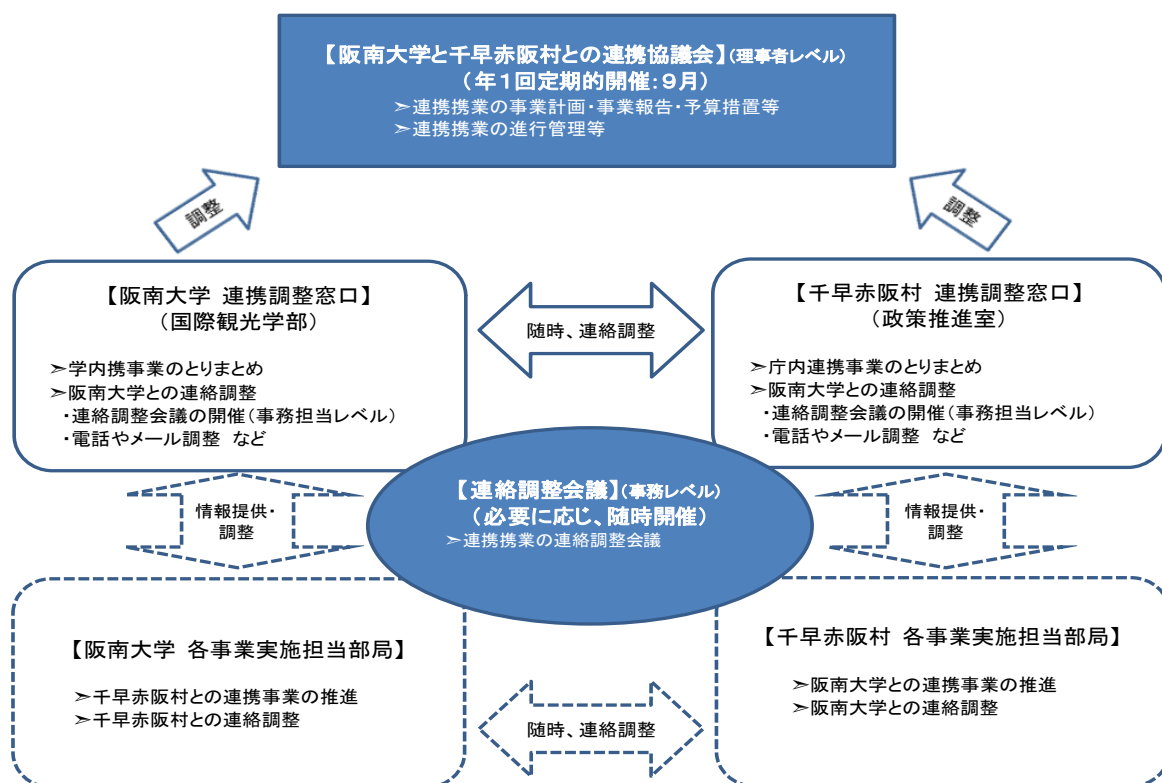 【阪南大学と千早赤阪村との連携協議会】(理事者レベル)
(年1回定期的開催:9月)
➢連携携業の事業計画・事業報告・予算措置等
➢連携携業の進行管理等
調整
調整
【阪南大学 連携調整窓口】
(国際観光学部)
➢学内携事業のとりまとめ
➢阪南大学との連絡調整
・連絡調整会議の開催(事務担当レベル)
・電話やメール調整 など
随時、連絡調整
【千早赤阪村 連携調整窓口】
(政策推進室)
➢庁内連携事業のとりまとめ
➢阪南大学との連絡調整
・連絡調整会議の開催(事務担当レベル)
・電話やメール調整 など
情報提供・
調整
【連絡調整会議】(事務レベル)
(必要に応じ、随時開催)
➢連携携業の連絡調整会議
情報提供・
調整
【阪南大学 各事業実施担当部局】
➢千早赤阪村との連携事業の推進
➢千早赤阪村との連絡調整
随時、連絡調整
【千早赤阪村 各事業実施担当部局】
➢阪南大学との連携事業の推進
➢阪南大学との連絡調整